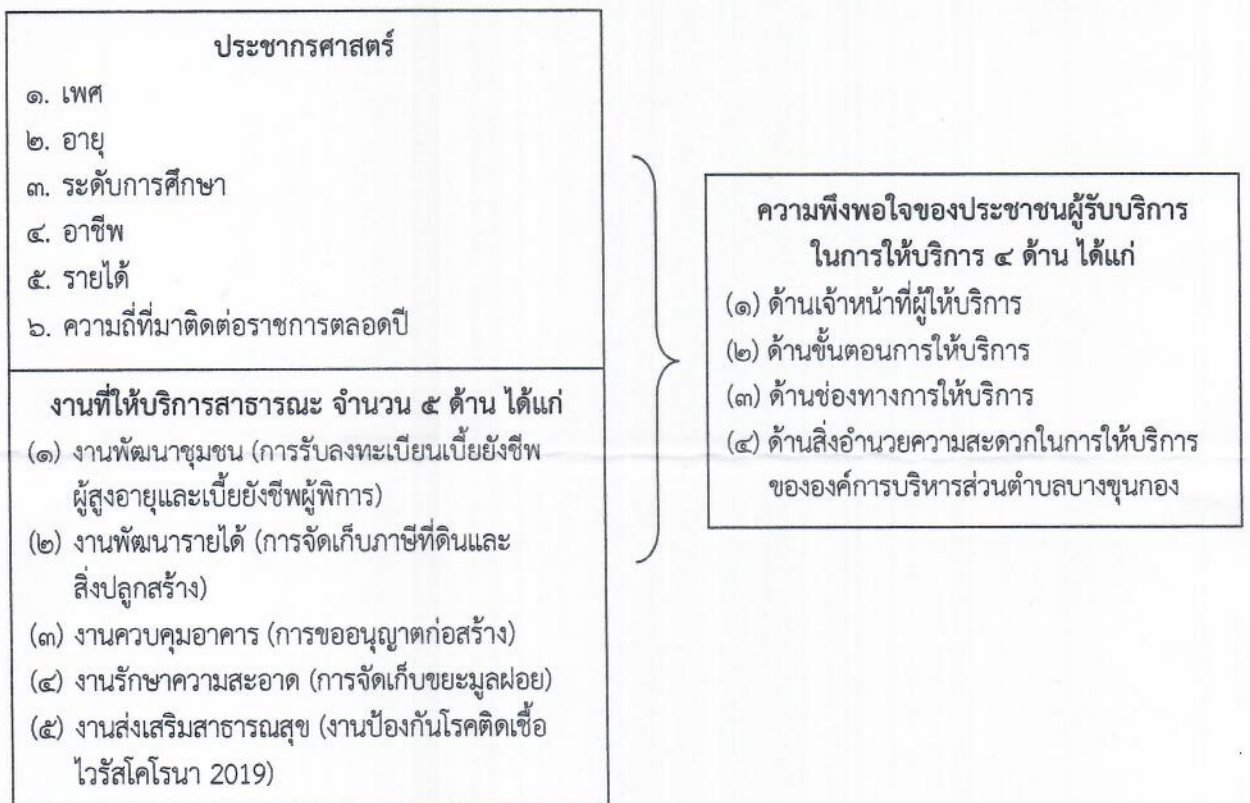 ประชากรศาสตร์
๑. เพศ
๒. อายุ
๓. ระดับการศึกษา
๔. อาชีพ
๕. รายได้
๖. ความถี่ที่มาติดต่อราชการตลอดปี
งานที่ให้บริการสาธารณะ จำนวน ๕ ด้าน ได้แก่
(๑) งานพัฒนาชุมชน (การรับลงทะเบียนเบี้ยยังชีพ
ผู้สูงอายุและเบี้ยยังชีพผู้พิการ)
(๒) งานพัฒนารายได้ (การจัดเก็บภาษีที่ดินและ
สิ่งปลูกสร้าง)
(๓) งานควบคุมอาคาร (การขออนุญาตก่อสร้าง)
(๔) งานรักษาความสะอาด (การจัดเก็บขยะมูลฝอย)
(๕) งานส่งเสริมสาธารณสุข (งานป้องกันโรคติดเชื้อ
ไวรัสโคโรนา 2019)
ความพึงพอใจของประชาชนผู้รับบริการ
ในการให้บริการ ๔ ด้าน ได้แก่
(๑) ด้านเจ้าหน้าที่ผู้ให้บริการ
(๒) ด้านขั้นตอนการให้บริการ
(๓) ด้านช่องทางการให้บริการ
(๔) ด้านสิ่งอำนวยความสะดวกในการให้บริการ
ขององค์การบริหารส่วนตำบลบางขุนกอง